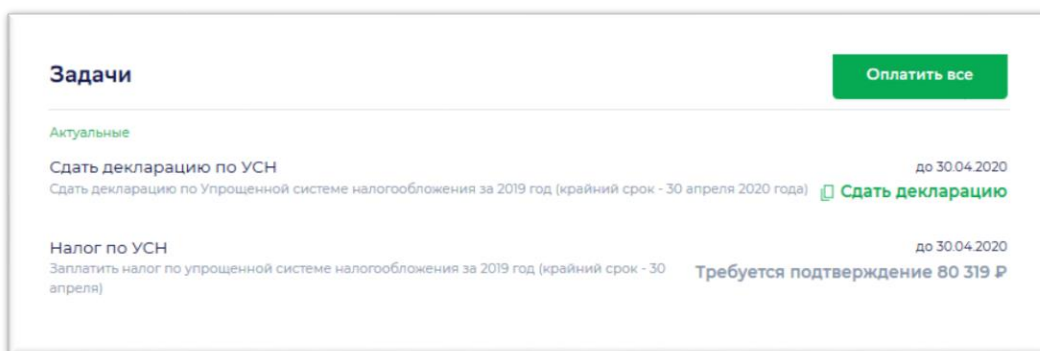 Задачи
Оплатить все
Актуальные
Сдать декларацию по УСН
до 30.04.2020
Сдать декларацию по Упрощенной системе налогообложения за 2019 год (крайний срок - 30 апреля 2020 года)
Сдать декларацию
Налог по УСН
до 30.04.2020
Заплатить налог по упрощенной системе налогообложения за 2019 год (крайний срок - 30
апреля)
Требуется подтверждение 80 319 ₽